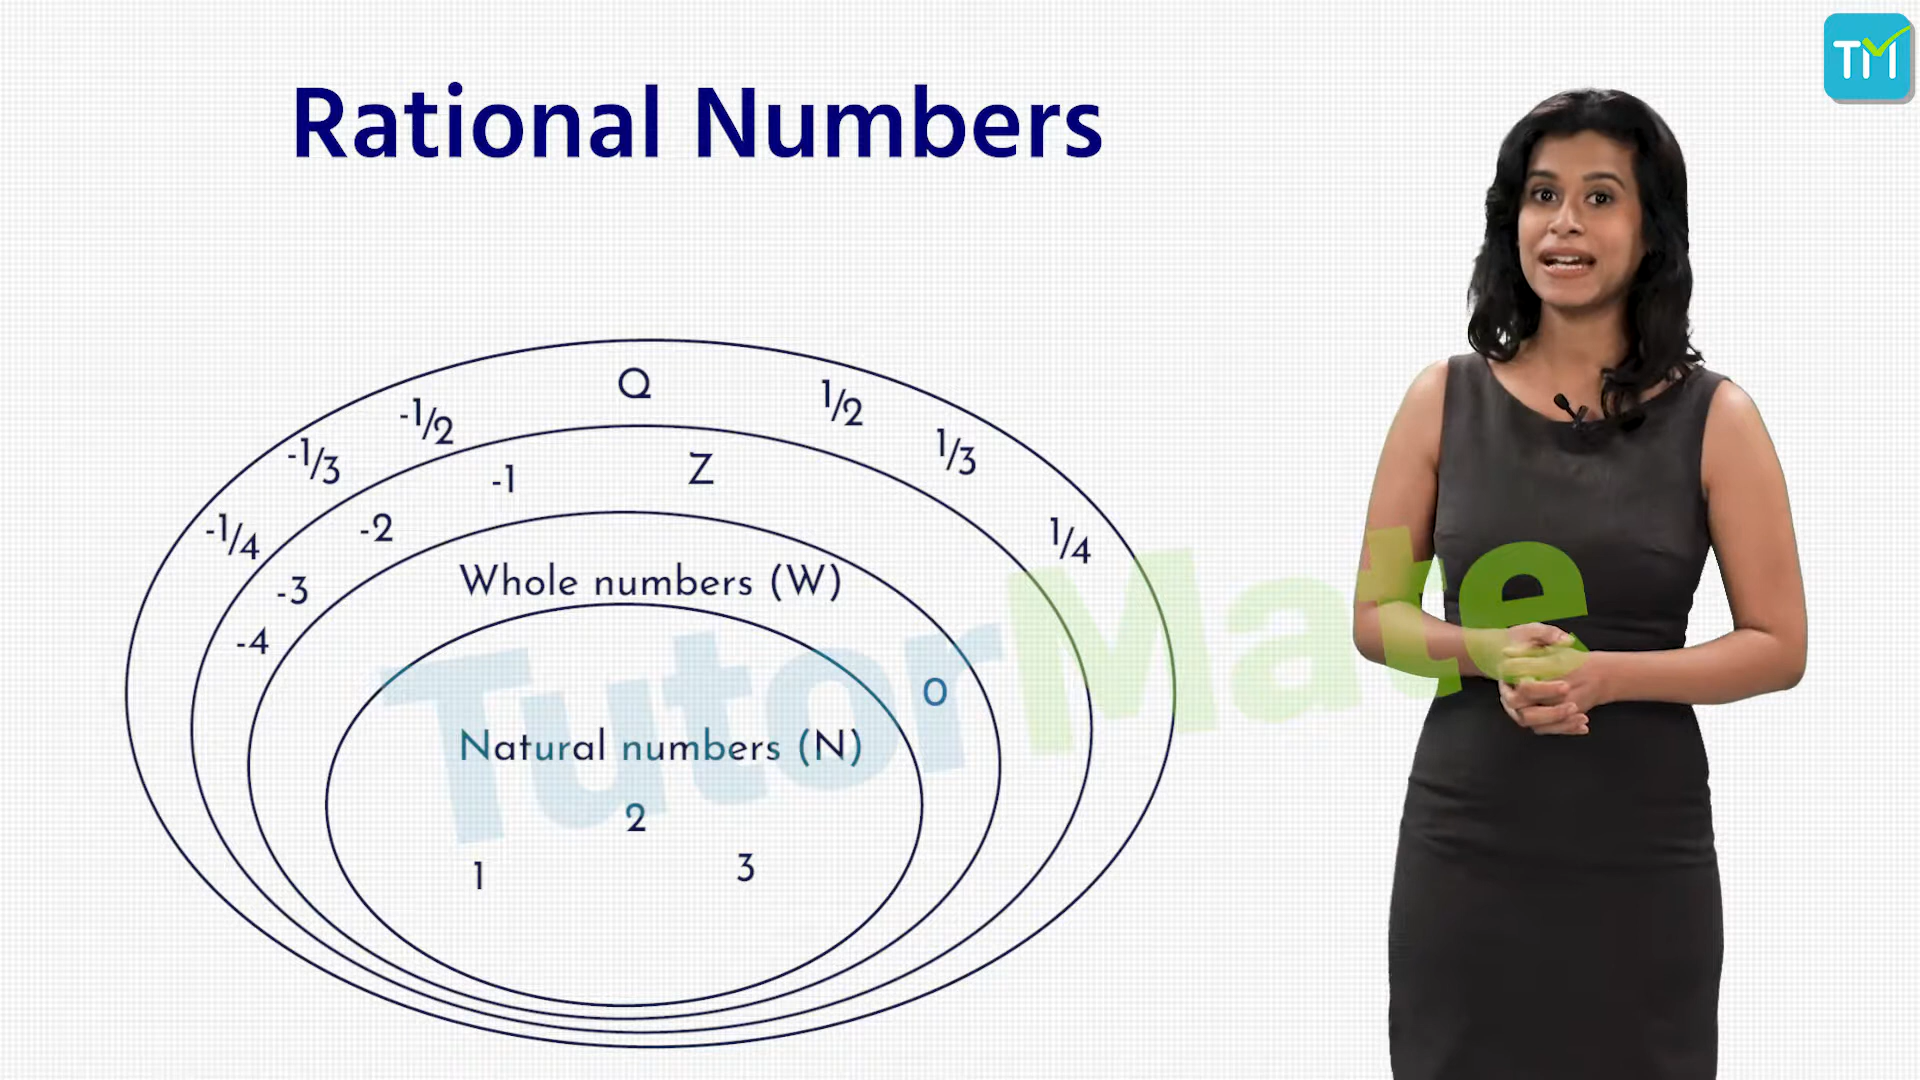 TM
Rational Numbers
Q
-1/2
1/2
-1/3
1/3
-1
Z
-1/4
-2
1/4
-3
Whole numbers (W)
-4
0
TutorMate
Natural numbers (N)
2
1
3